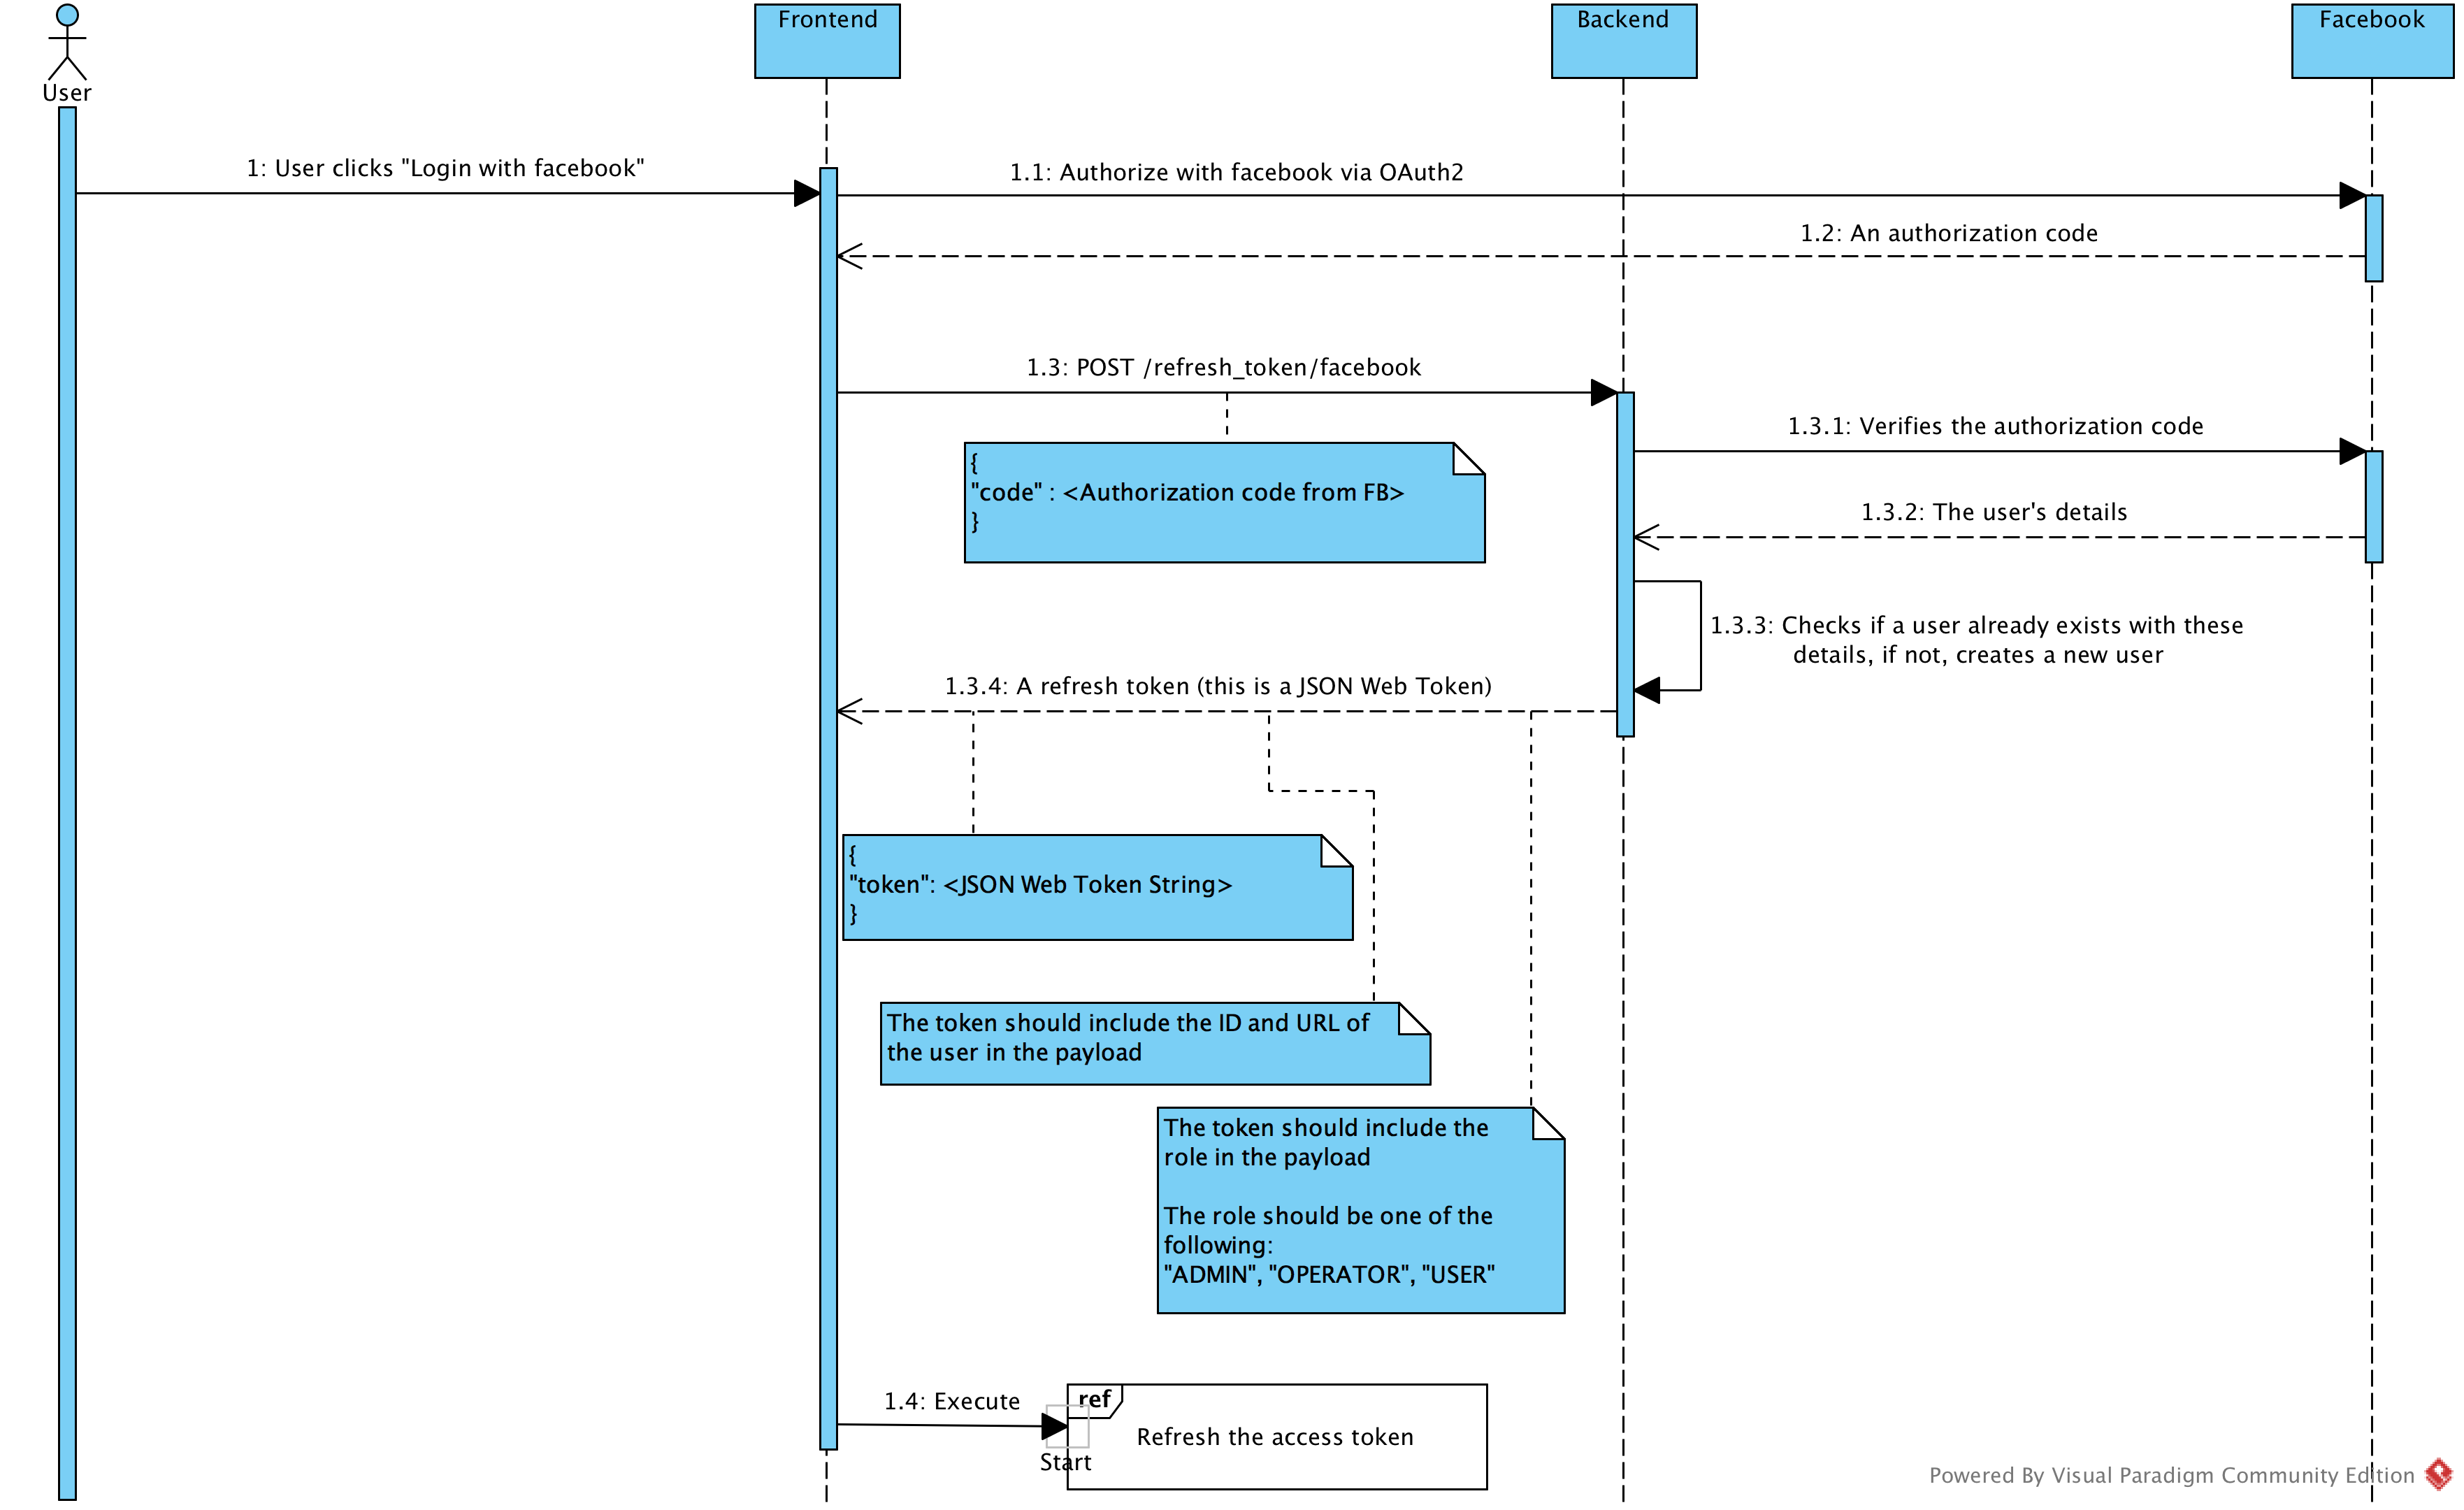 User
Frontend
Backend
Facebook
1: User clicks "Login with facebook"
1.1: Authorize with facebook via OAuth2
1.2: An authorization code
1.3: POST /refresh_token/facebook
{
"code" : <Authorization code from FB>
}
1.3.1: Verifies the authorization code
1.3.2: The user's details
1.3.3: Checks if a user already exists with these
details, if not, creates a new user
1.3.4: A refresh token (this is a JSON Web Token)
{
"token": <JSON Web Token String>
}
The token should include the ID and URL of
the user in the payload
The token should include the
role in the payload
The role should be one of the
following:
"ADMIN", "OPERATOR", "USER"
1.4: Execute
ref
Refresh the access token
Start
Powered By Visual Paradigm Community Edition